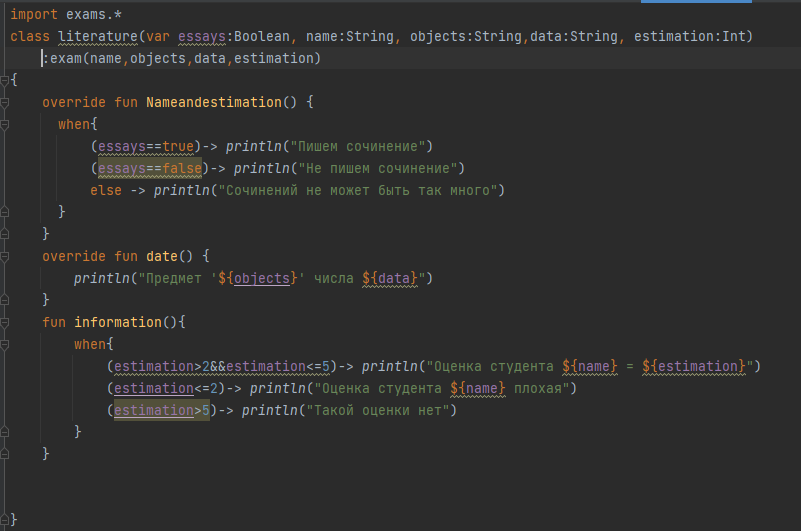 import exams.*
class literature(var essays:Boolean, name:String, objects:String,data:String, estimation:Int)
    :exam(name,objects,data,estimation)
{
    override fun Nameandestimation() {
      when{
          (essays==true)-> println("Пишем сочинение")
          (essays==false)-> println("Не пишем сочинение")
          else -> println("Сочинений не может быть так много")
      }
    }
    override fun date() {
        println("Предмет '${objects}' числа ${data}")
    }
    fun information(){
        when{
            (estimation>2&&estimation<=5)-> println("Оценка студента ${name} = ${estimation}")
            (estimation<=2)-> println("Оценка студента ${name} плохая")
            (estimation>5)-> println("Такой оценки нет")
        }
    }
}